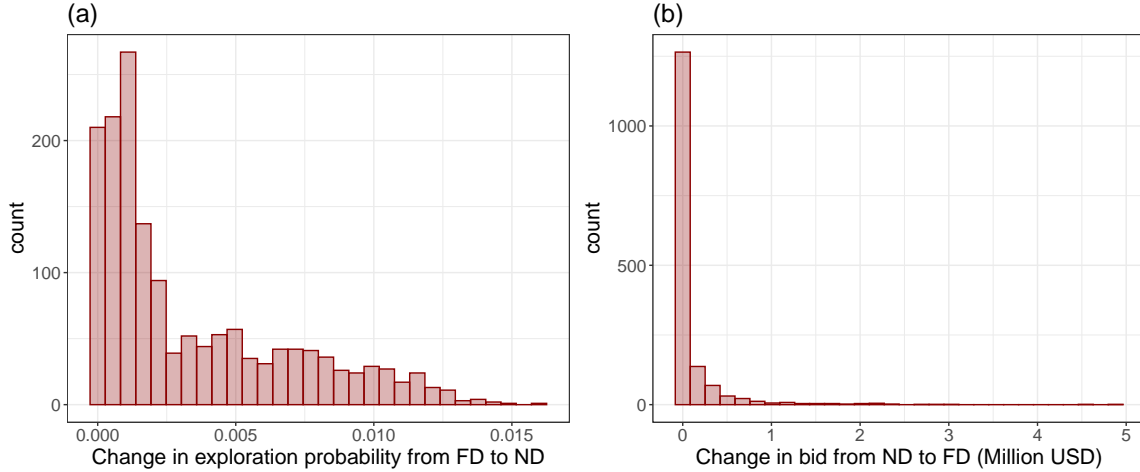 (a)
200
100
0
count
0.000 0.005 0.010 0.015
Change in exploration probability from FD to ND
(b)
1000
500
0
count
0 1 2 3 4 5
Change in bid from ND to FD (Million USD)